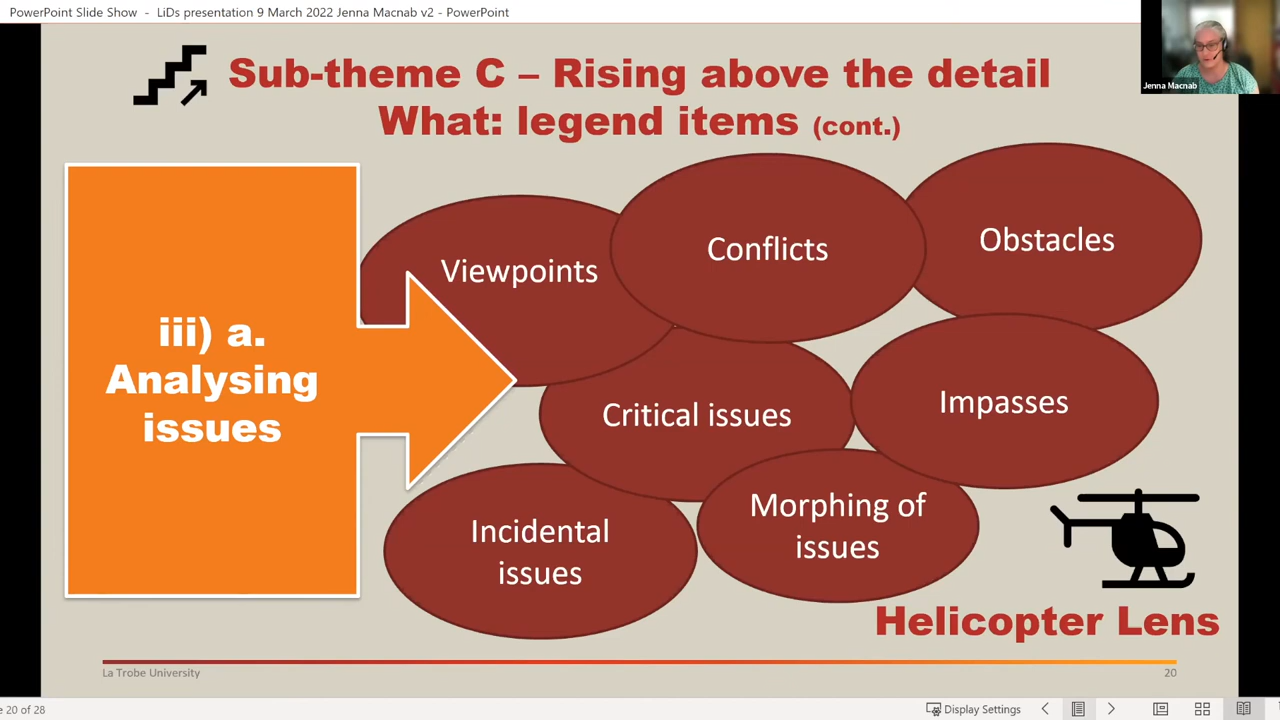 PowerPoint Slide Show - LiDs presentation 9 March 2022 Jenna Macnab v2 - PowerPoint
Sub-theme C – Rising above the detail
What: legend items (cont.)
Jenna Macnab
iii) a.
Analysing
issues
Viewpoints
Conflicts
Obstacles
Critical issues
Impasses
Incidental
issues
Morphing of
issues
Helicopter Lens
La Trobe University
20
e 20 of 28
Display Settings